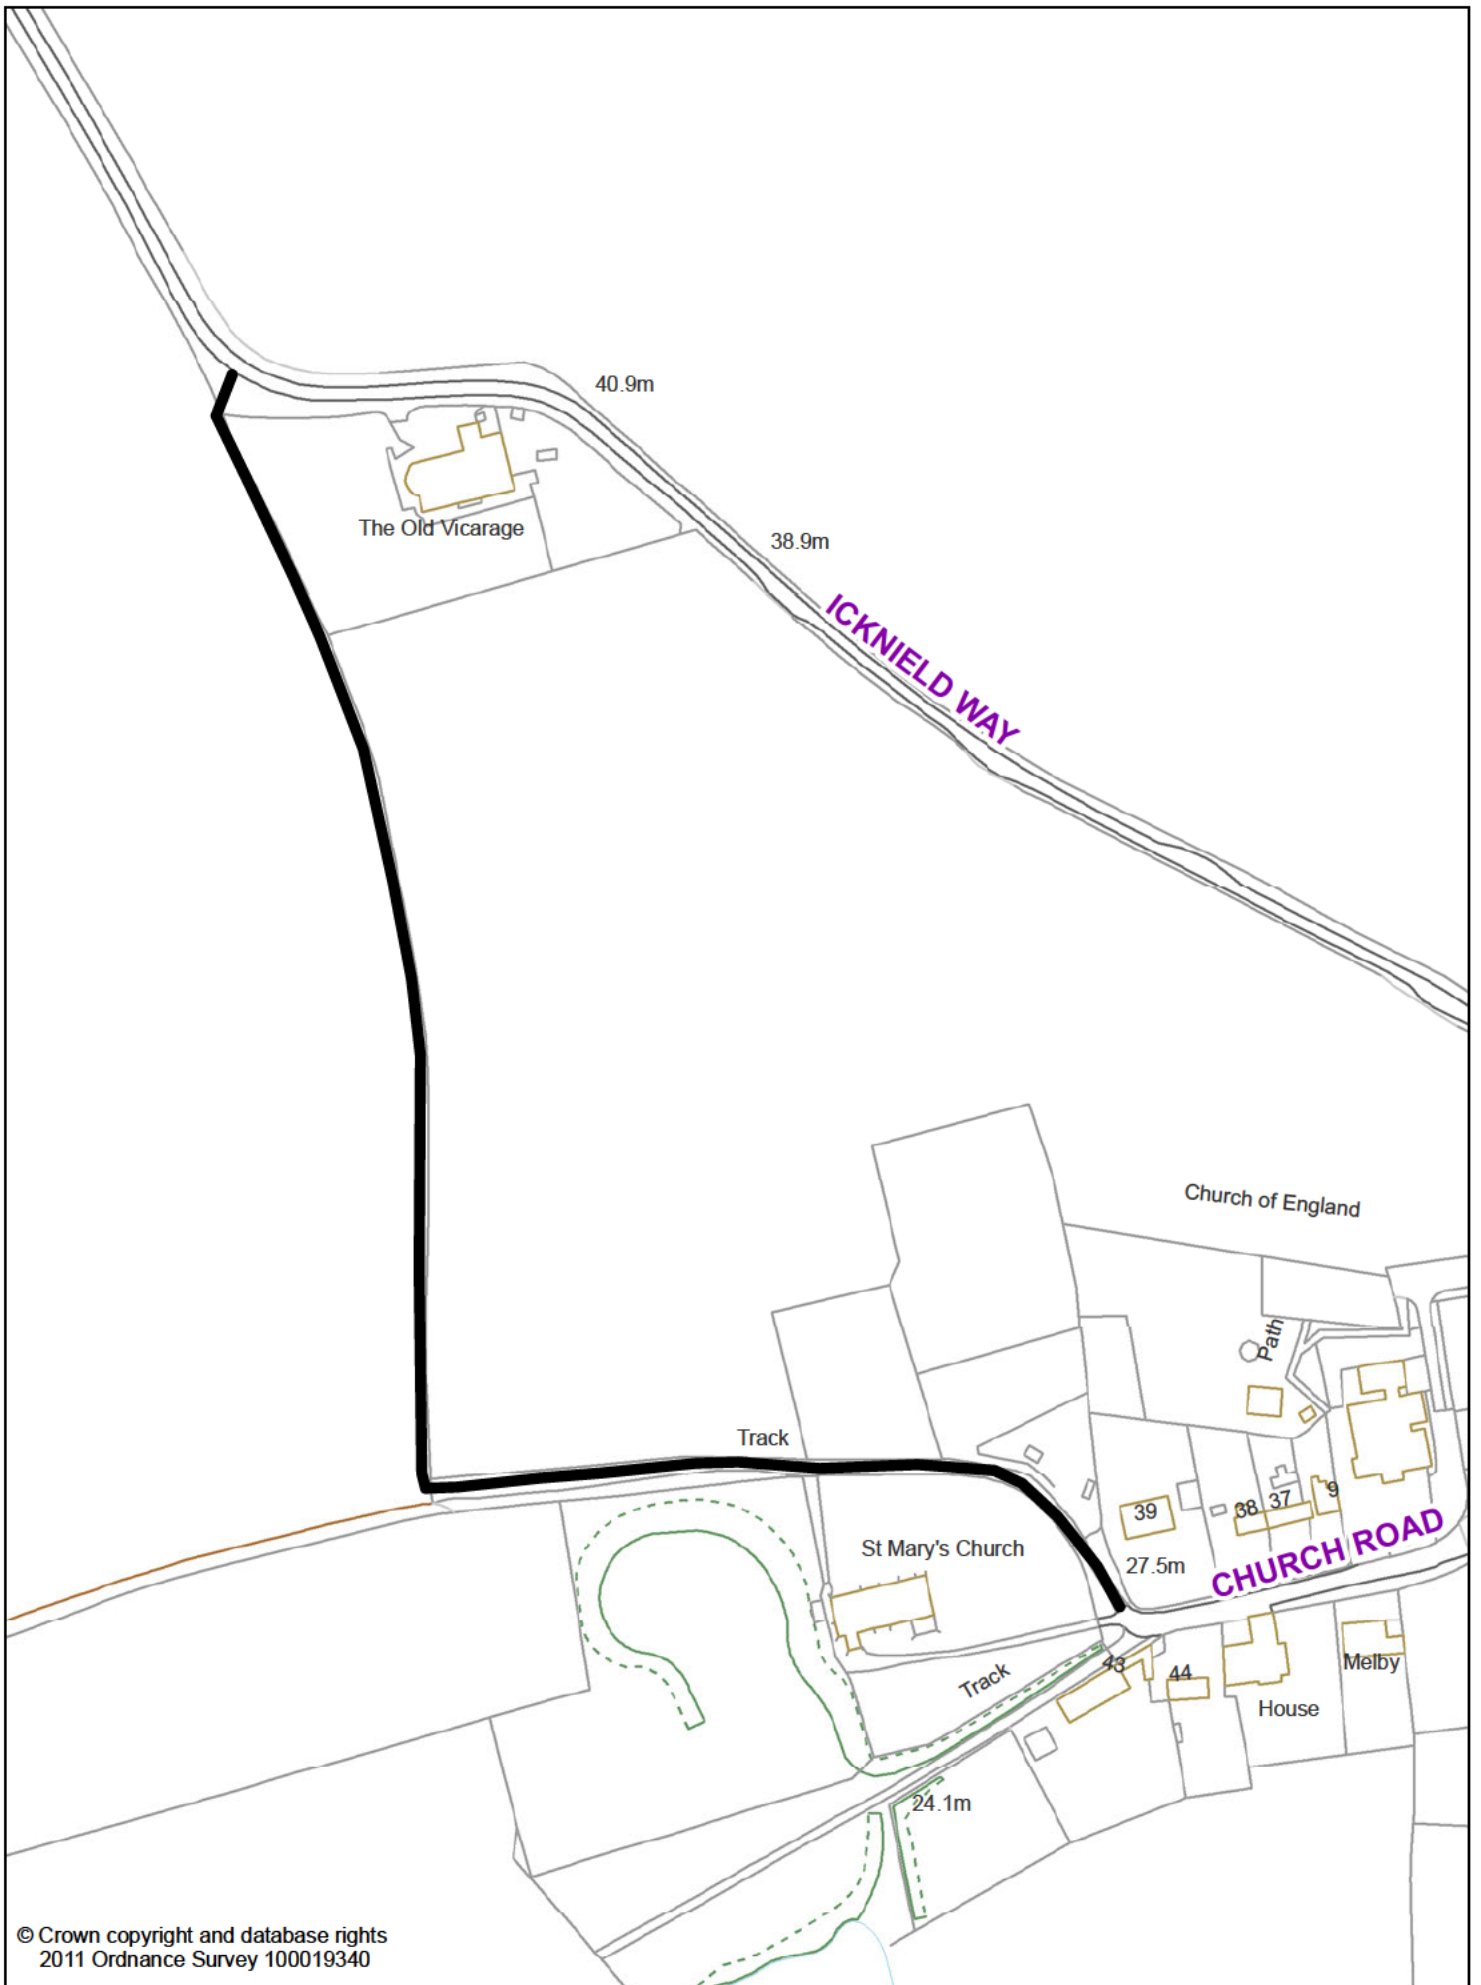 40.9m
The Old Vicarage
38.9m
ICKNIELD WAY
Church of England
Path
Track
39
38
37
9
St Mary's Church
27.5m
CHURCH ROAD
43
44
Melby
Track
House
24.1m
© Crown copyright and database rights
2011 Ordnance Survey 100019340